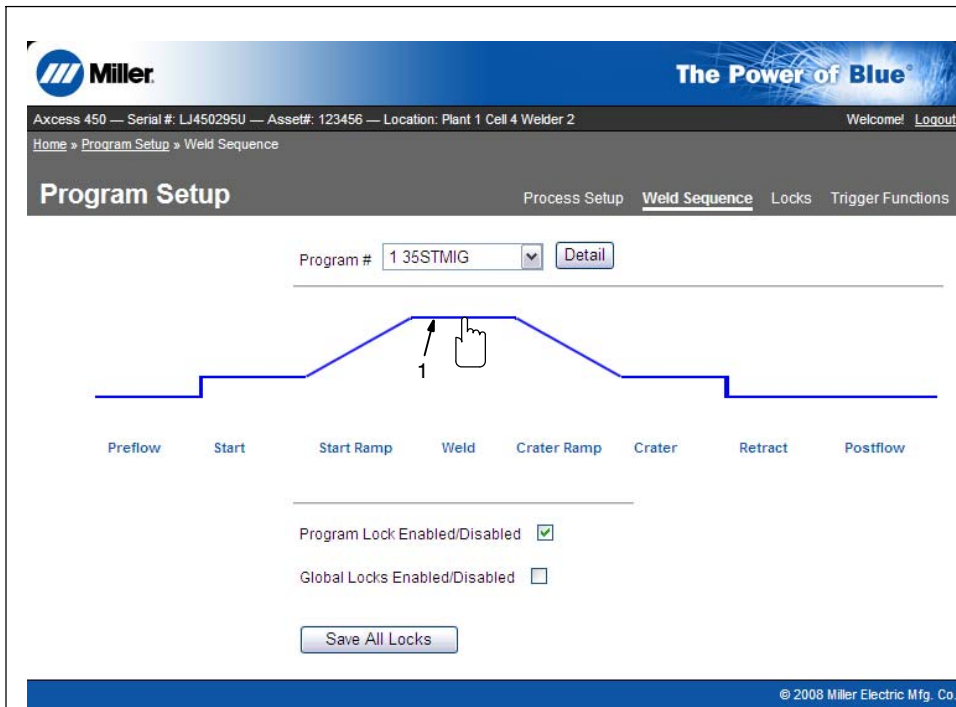 Miller.
The Power of Blue®
Axcess 450 — Serial #: LJ450295U — Asset#: 123456 — Location: Plant 1 Cell 4 Welder 2 Welcome! Logout
Home » Program Setup » Weld Sequence
Program Setup
Process Setup Weld Sequence Locks Trigger Functions
Program # 1 35STMIG Detail
1
Preflow Start Start Ramp Weld Crater Ramp Crater Retract Postflow
Program Lock Enabled/Disabled
Global Locks Enabled/Disabled
Save All Locks
© 2008 Miller Electric Mfg. Co.